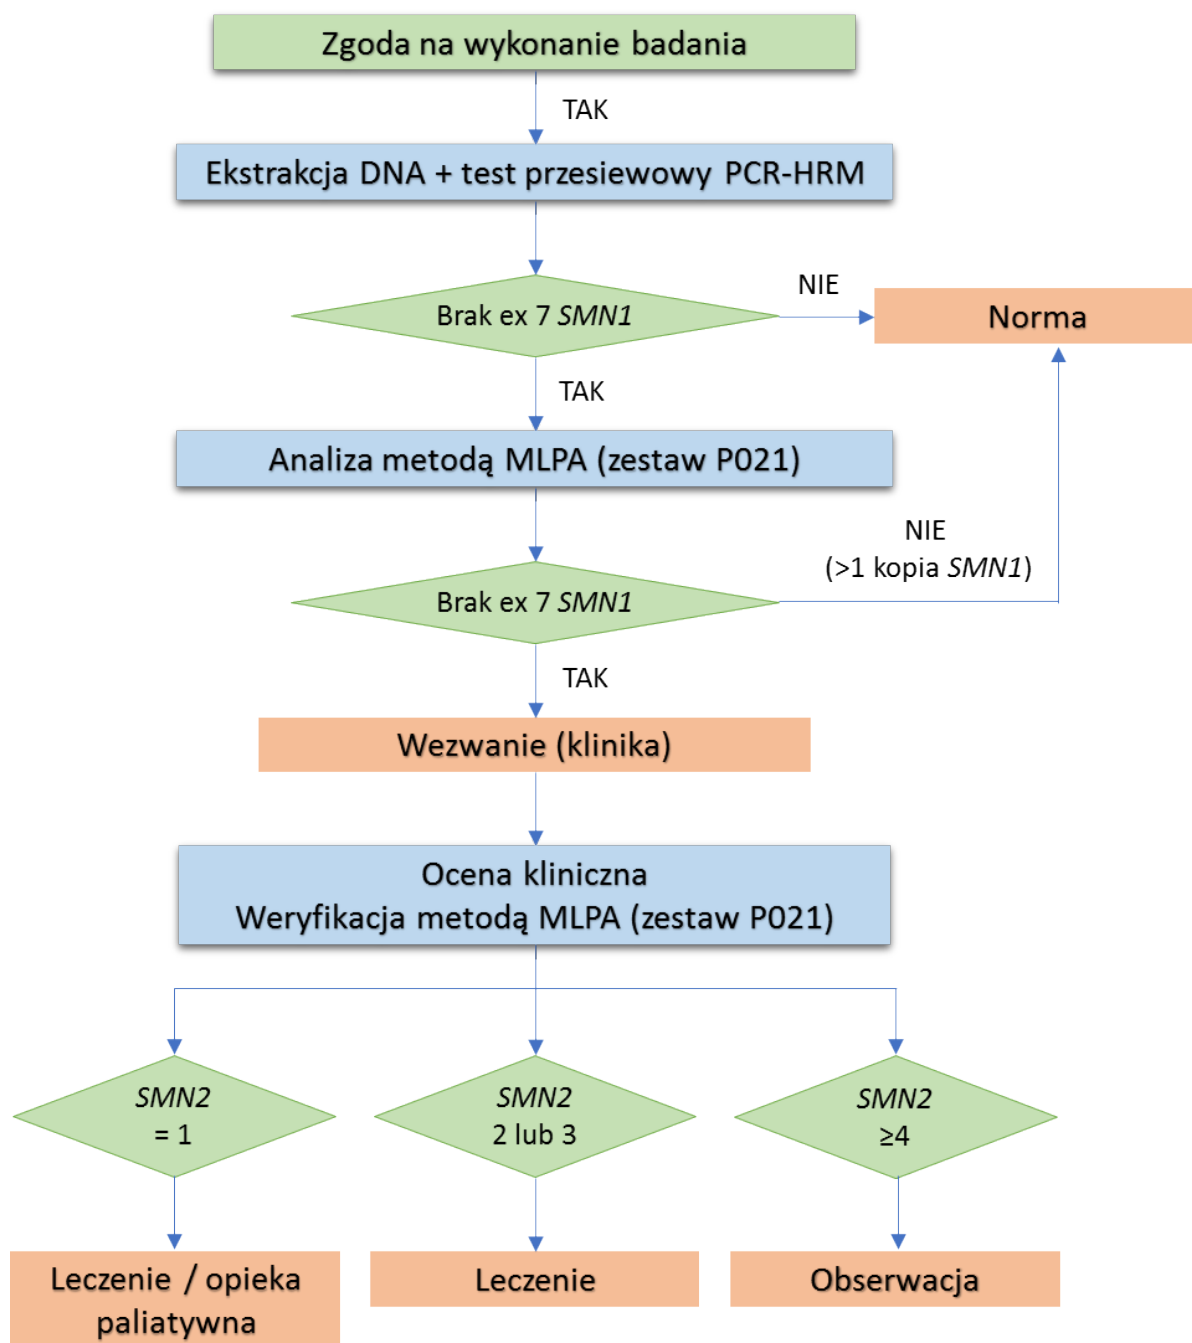 Zgoda na wykonanie badania
TAK
Ekstrakcja DNA + test przesiewowy PCR-HRM
Brak ex 7 SMN1
NIE
Norma
TAK
Analiza metodą MLPA (zestaw P021)
NIE
(>1 kopia SMN1)
Brak ex 7 SMN1
TAK
Wezwanie (klinika)
Ocena kliniczna
Weryfikacja metodą MLPA (zestaw P021)
SMN2
= 1
SMN2
2 lub 3
SMN2
≥4
Leczenie / opieka
paliatywna
Leczenie
Obserwacja